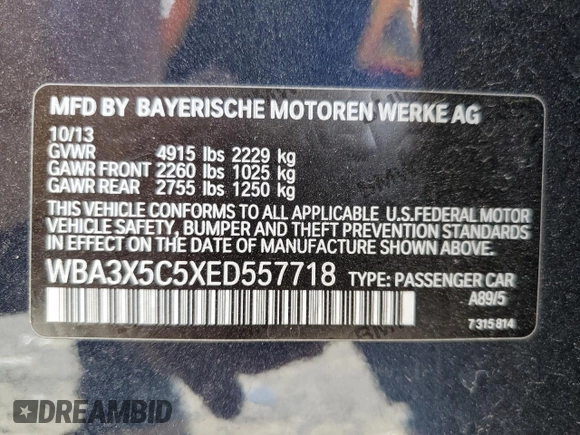 MFD BY BAYERISCHE MOTOREN WERKE AG
10/13
GVWR 4915 lbs 2229 kg
GAWR FRONT 2260 lbs 1025 kg
GAWR REAR 2755 lbs 1250 kg
THIS VEHICLE CONFORMS TO ALL APPLICABLE U.S.FEDERAL MOTOR
VEHICLE SAFETY, BUMPER AND THEFT PREVENTION STANDARDS
IN EFFECT ON THE DATE OF MANUFACTURE SHOWN ABOVE.
WBA3X5C5XED557718 TYPE: PASSENGER CAR
A89/5
7 315 814
DREAMBID